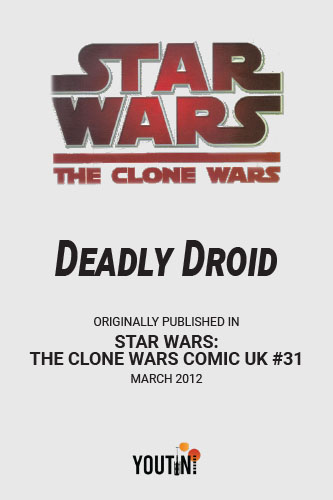 STAR
WARS
THE CLONE WARS
DEADLY DROID
ORIGINALLY PUBLISHED IN
STAR WARS:
THE CLONE WARS COMIC UK #31
MARCH 2012
YOUTINI